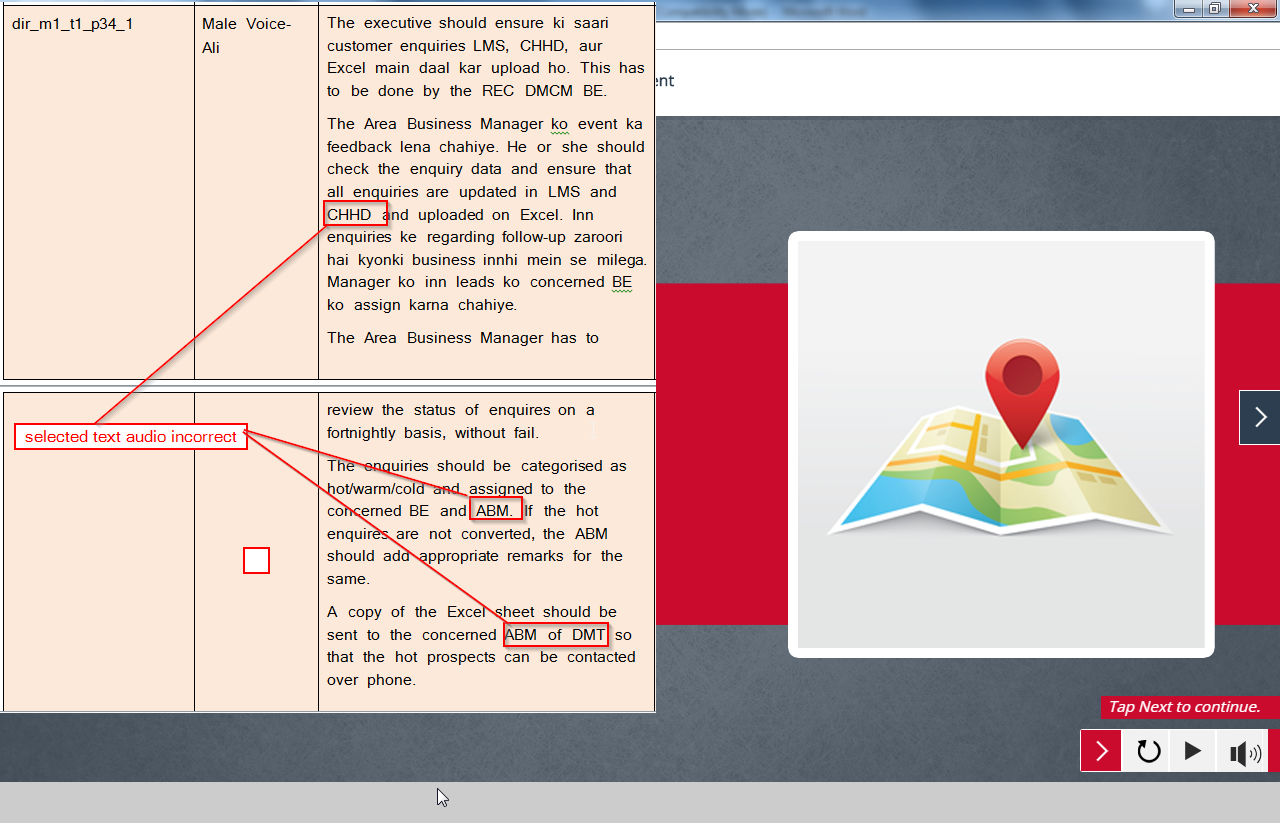 dir_m1_t1_p34_1
Male Voice-
Ali
The executive should ensure ki saari
customer enquiries LMS, CHHD, aur
Excel main daal kar upload ho. This has
to be done by the REC DMCM BE.
The Area Business Manager ko event ka
feedback lena chahiye. He or she should
check the enquiry data and ensure that
all enquiries are updated in LMS and
CHHD and uploaded on Excel. Inn
enquiries ke regarding follow-up zaroori
hai kyonki business innhi mein se milega.
Manager ko inn leads ko concerned BE
ko assign karna chahiye.
The Area Business Manager has to
review the status of enquires on a
fortnightly basis, without fail.
The enquiries should be categorised as
hot/warm/cold and assigned to the
concerned BE and ABM. If the hot
enquires are not converted, the ABM
should add appropriate remarks for the
same.
A copy of the Excel sheet should be
sent to the concerned ABM of DMT so
that the hot prospects can be contacted
over phone.
selected text audio incorrect
ent
Tap Next to continue.